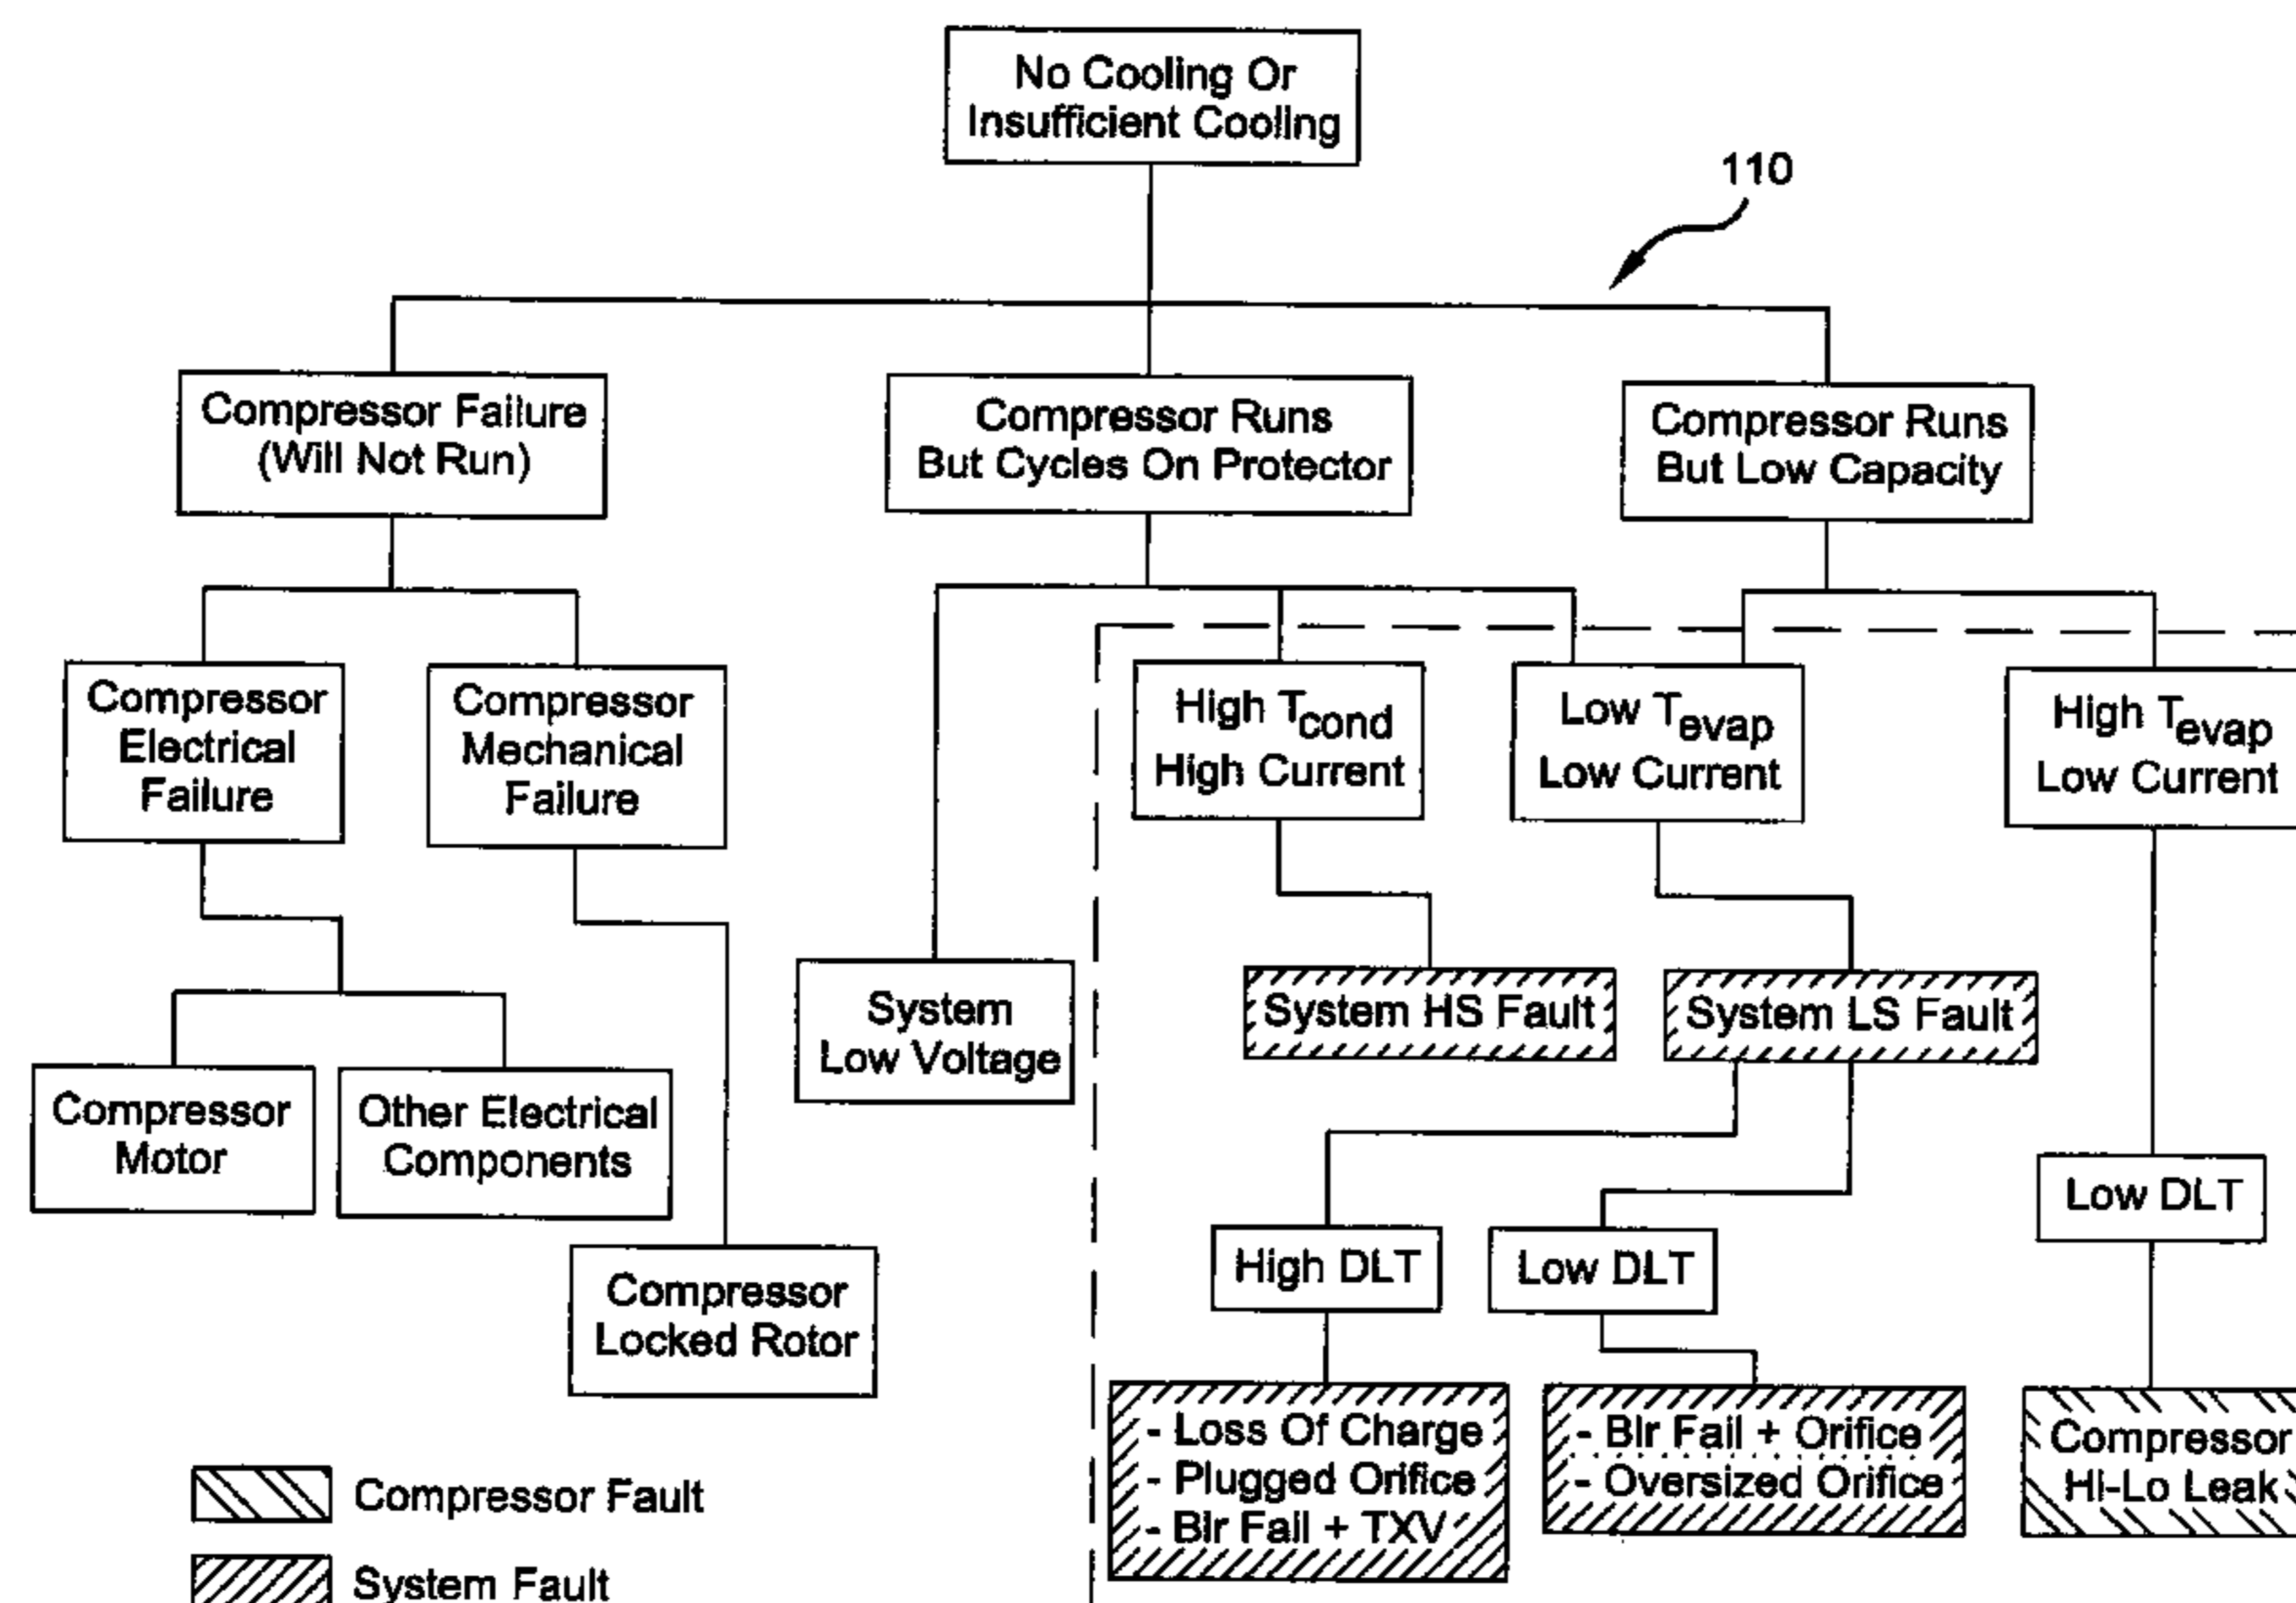 No Cooling Or
Insufficient Cooling
110
Compressor Failure
(Will Not Run)
Compressor Runs
But Cycles On Protector
Compressor Runs
But Low Capacity
Compressor
Electrical
Failure
Compressor
Mechanical
Failure
High Tcond
High Current
Low Tevap
Low Current
High Tevap
Low Current
System
Low Voltage
System HS Fault
System LS Fault
Compressor
Motor
Other Electrical
Components
Low DLT
Compressor
Locked Rotor
High DLT
Low DLT
- Loss Of Charge
- Plugged Orifice
- Blr Fail + TXV
- Blr Fail + Orifice
- Oversized Orifice
Compressor
HI-Lo Leak
Compressor Fault
System Fault